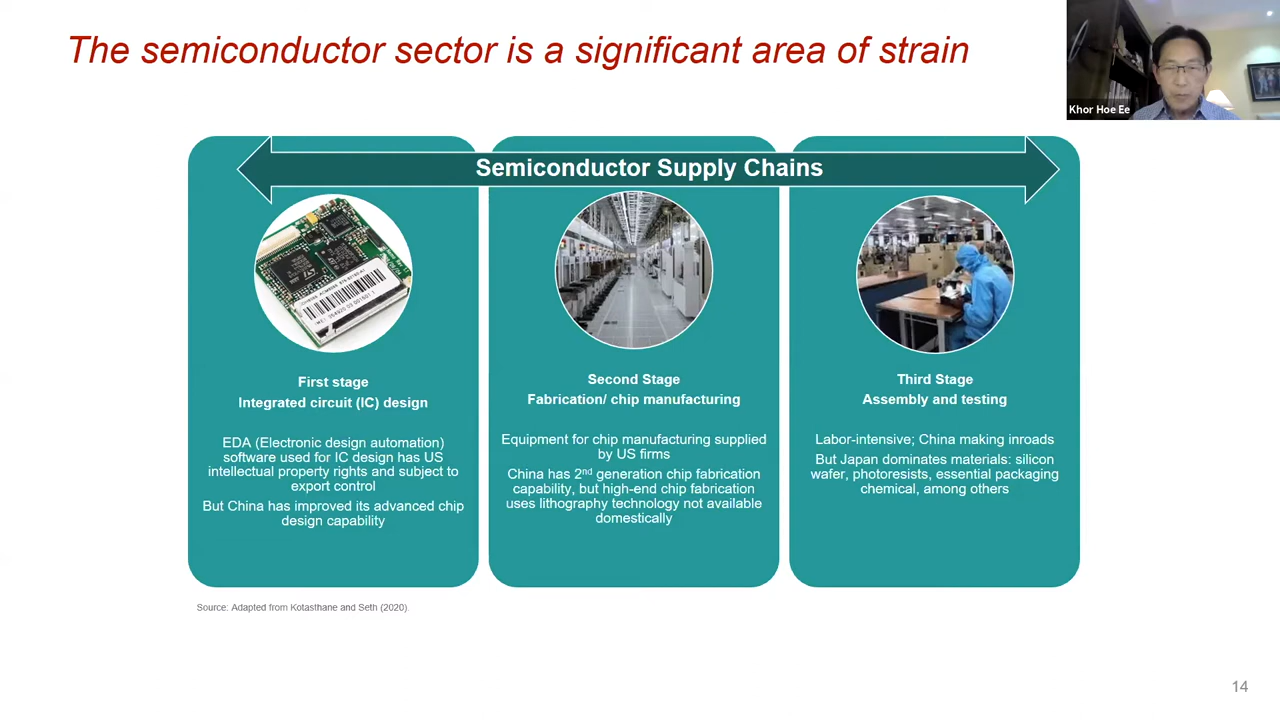 The semiconductor sector is a significant area of strain
Khor Hoe Ee
Semiconductor Supply Chains
First stage
Integrated circuit (IC) design
EDA (Electronic design automation)
software used for IC design has US
intellectual property rights and subject to
export control
But China has improved its advanced chip
design capability
Second Stage
Fabrication/ chip manufacturing
Equipment for chip manufacturing supplied
by US firms
China has 2nd generation chip fabrication
capability, but high-end chip fabrication
uses lithography technology not available
domestically
Third Stage
Assembly and testing
Labor-intensive; China making inroads
But Japan dominates materials: silicon
wafer, photoresists, essential packaging
chemical, among others
Source: Adapted from Kotasthane and Seth (2020).
14